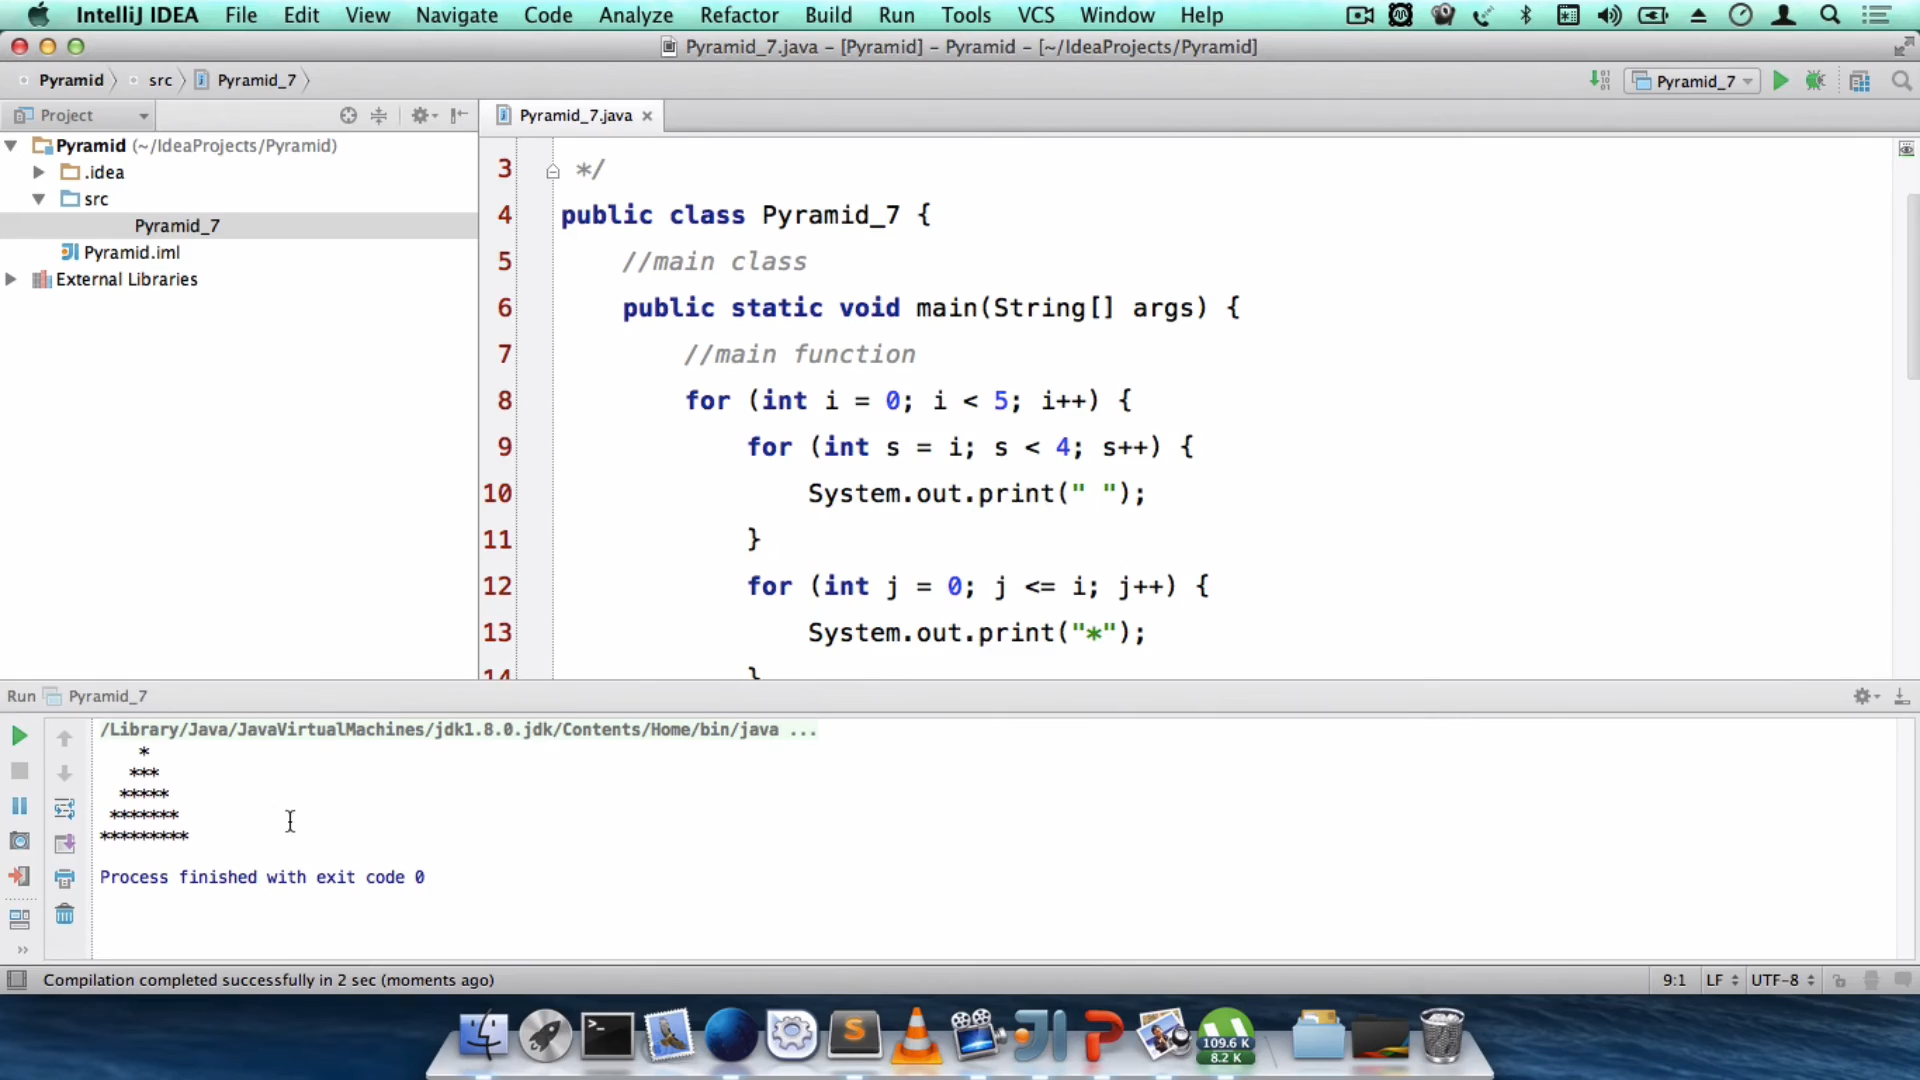 IntelliJ IDEA File Edit View Navigate Code Analyze Refactor Build Run Tools VCS Window Help
Pyramid_7.java - [Pyramid] - Pyramid - [~/IdeaProjects/Pyramid]
Pyramid src Pyramid_7 Pyramid_7
Project Pyramid_7.java
Pyramid (~/IdeaProjects/Pyramid)
.idea
src
Pyramid_7
Pyramid.iml
External Libraries
3 */
4 public class Pyramid_7 {
5 //main class
6 public static void main(String[] args) {
7 //main function
8 for (int i = 0; i < 5; i++) {
9 for (int s = i; s < 4; s++) {
10 System.out.print(" ");
11 }
12 for (int j = 0; j <= i; j++) {
13 System.out.print("*");
14 }
Run Pyramid_7
/Library/Java/JavaVirtualMachines/jdk1.8.0.jdk/Contents/Home/bin/java ...
*
***
*****
*******
*********
Process finished with exit code 0
Compilation completed successfully in 2 sec (moments ago) 9:1 LF UTF-8
109.6 K
8.2 K